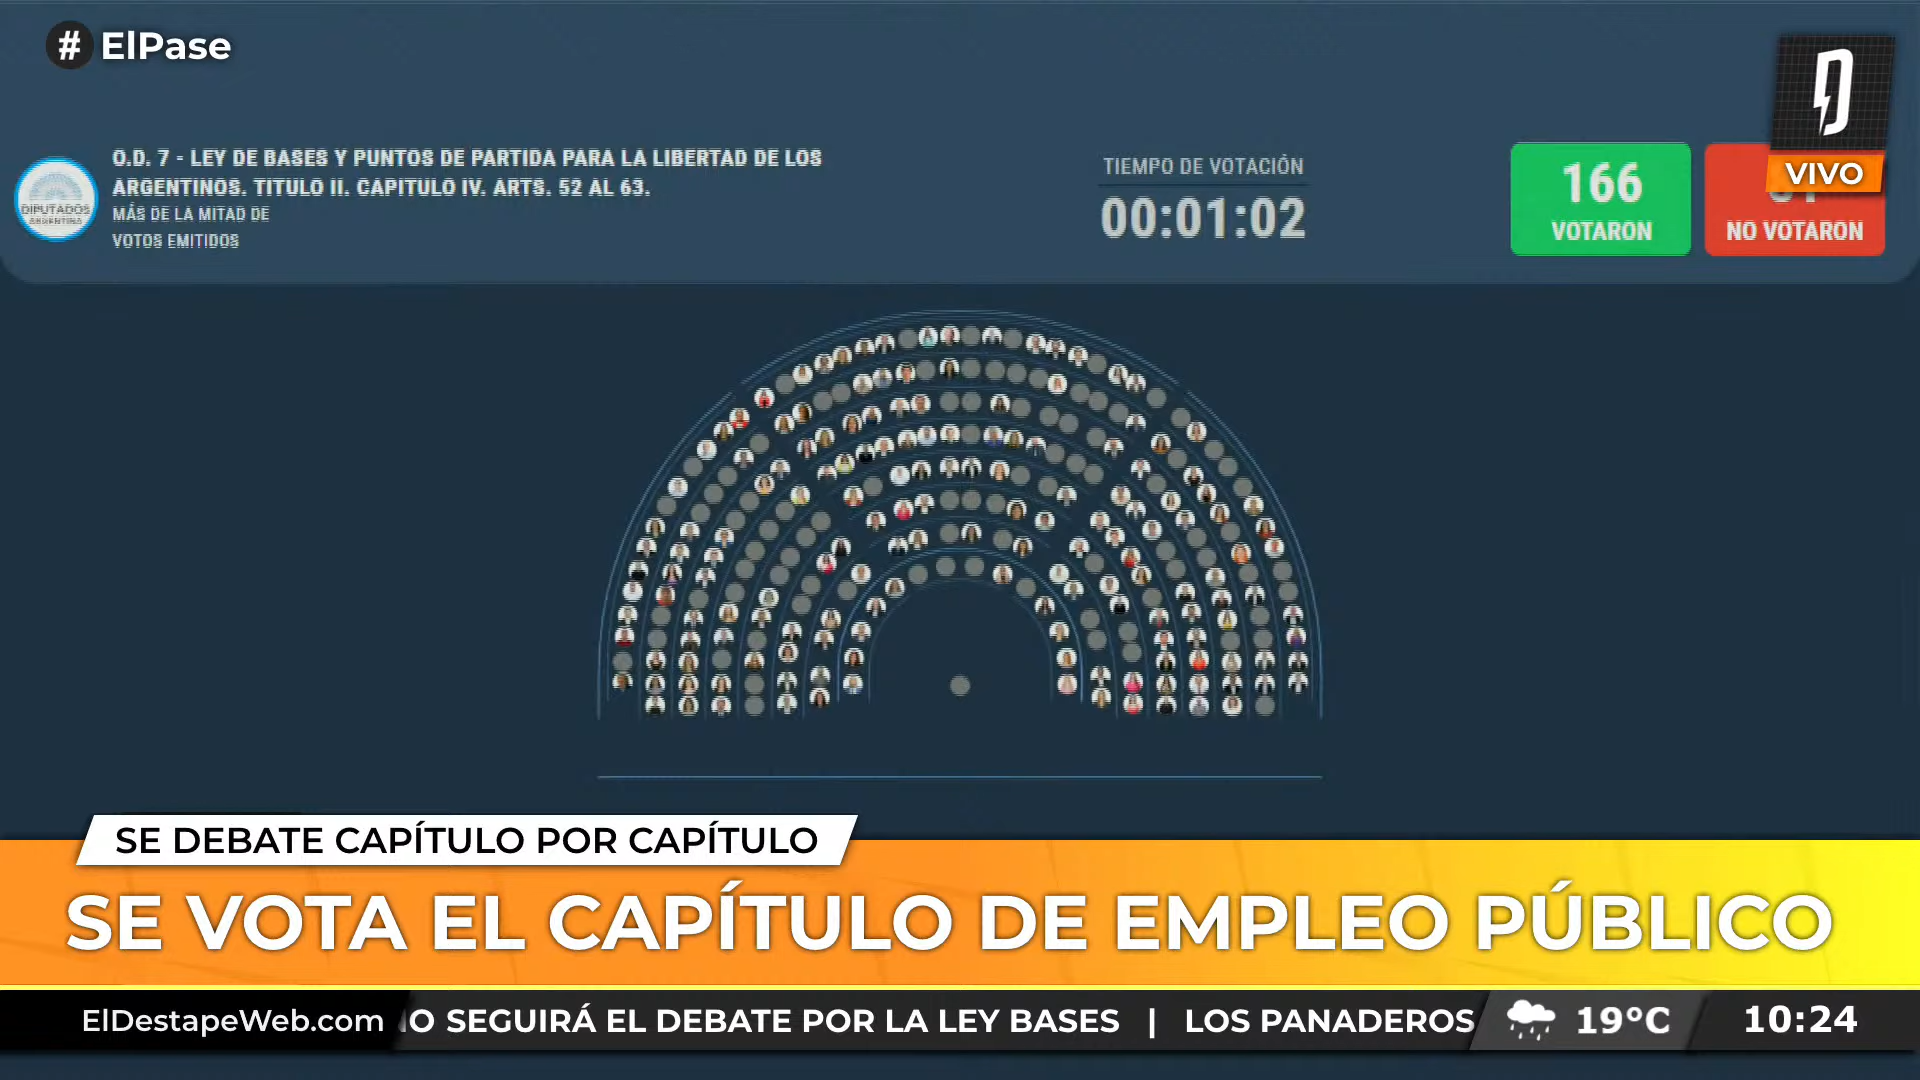 # ElPase
O.D. 7 - LEY DE BASES Y PUNTOS DE PARTIDA PARA LA LIBERTAD DE LOS
ARGENTINOS. TITULO II. CAPITULO IV. ARTS. 52 AL 63.
MÁS DE LA MITAD DE
VOTOS EMITIDOS
DIPUTADOS
ARGENTINA
TIEMPO DE VOTACIÓN
00:01:02
166
VOTARON
NO VOTARON
VIVO
SE DEBATE CAPÍTULO POR CAPÍTULO
SE VOTA EL CAPÍTULO DE EMPLEO PÚBLICO
ElDestapeWeb.com
O SEGUIRÁ EL DEBATE POR LA LEY BASES | LOS PANADEROS
19°C
10:24